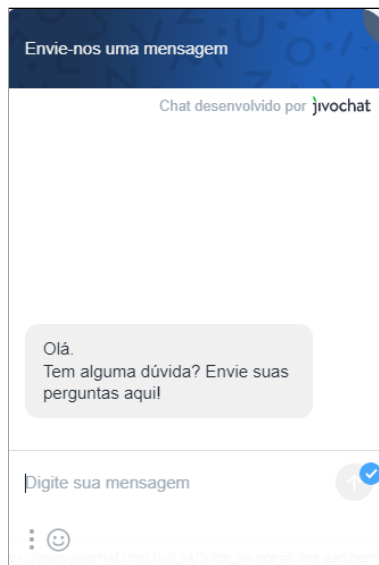 Envie-nos uma mensagem
Chat desenvolvido por jivochat
Olá.
Tem alguma dúvida? Envie suas
perguntas aqui!
Digite sua mensagem